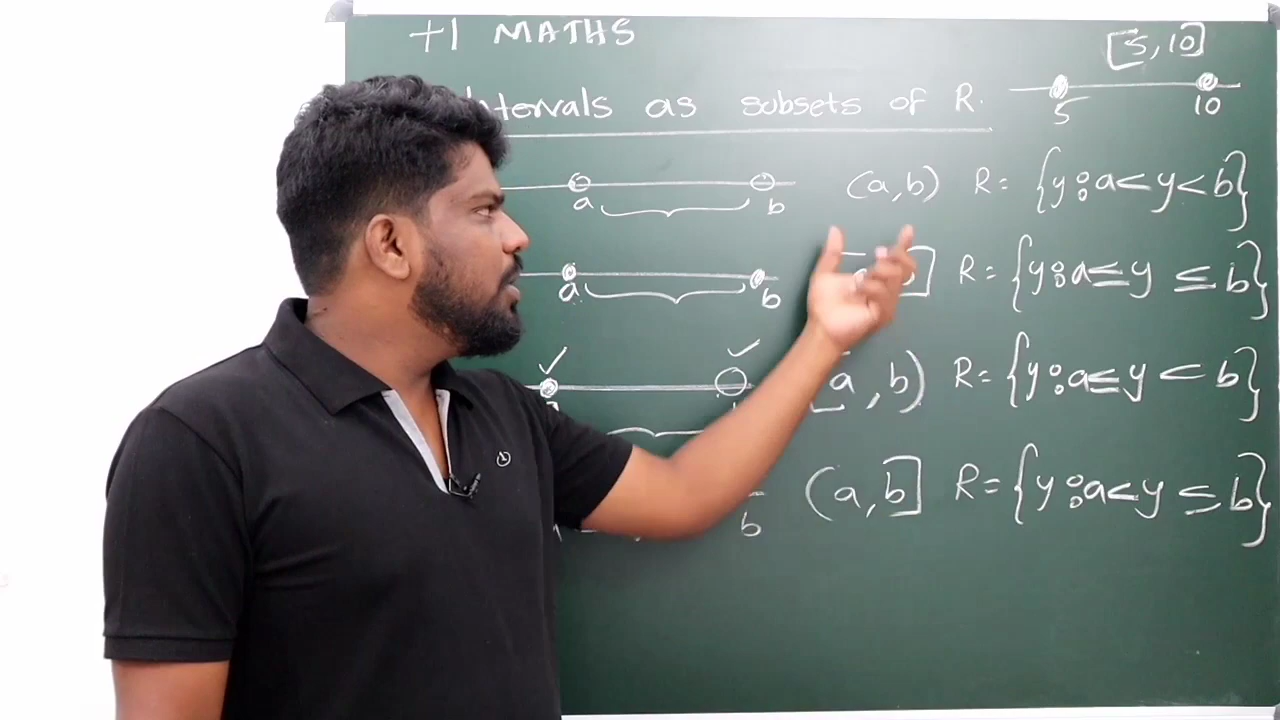 +1 MATHS
[5,10]
Intervals as subsets of R.
5 10
a b (a,b) R= {y:a<y<b}
a b R= {y:a≤y ≤b}
[a,b) R= {y:a≤y <b}
b (a,b] R= {y:a<y ≤b}